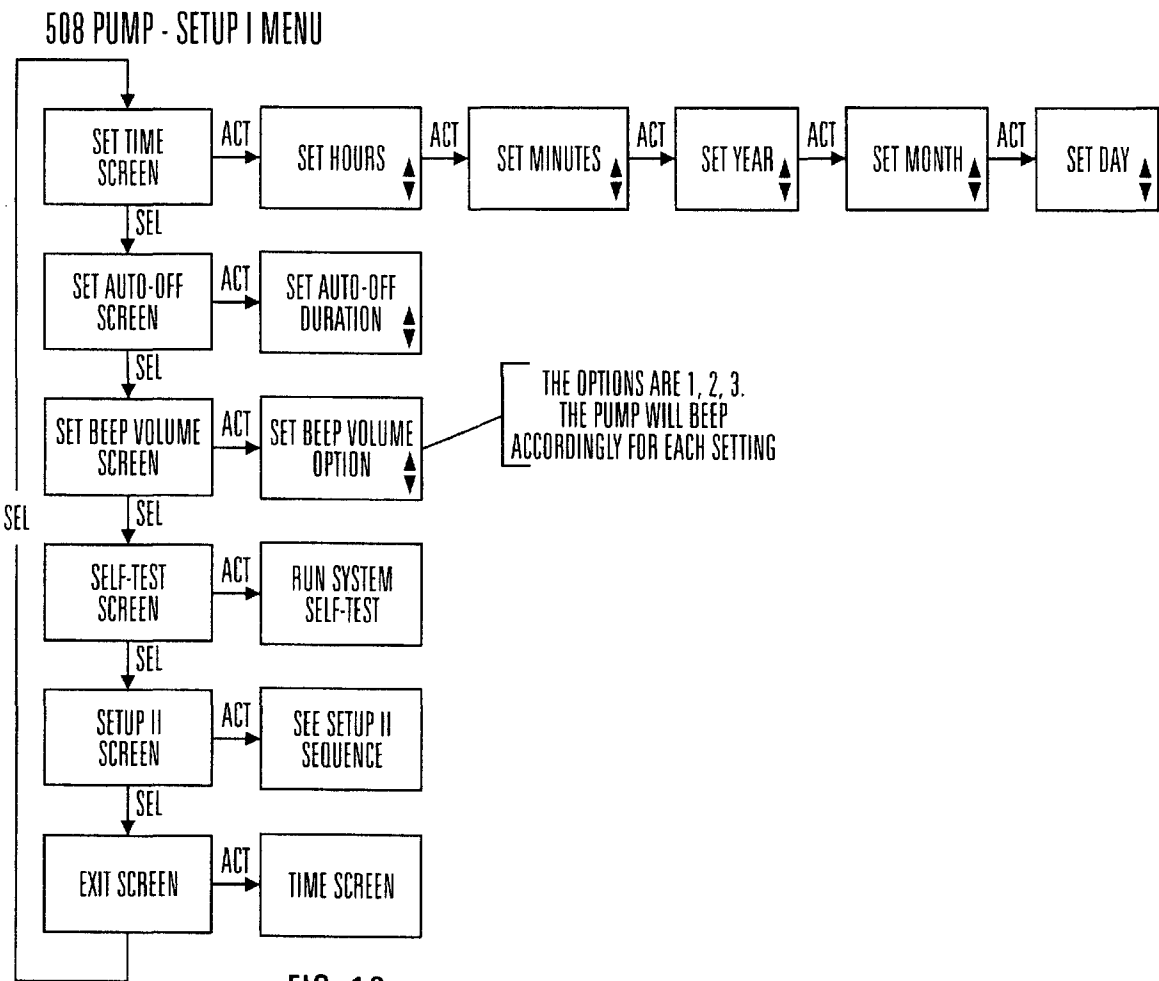 508 PUMP - SETUP I MENU
SET TIME
SCREEN
ACT
SET HOURS
ACT
SET MINUTES
ACT
SET YEAR
ACT
SET MONTH
ACT
SET DAY
SEL
SET AUTO-OFF
SCREEN
ACT
SET AUTO-OFF
DURATION
SEL
SET BEEP VOLUME
SCREEN
ACT
SET BEEP VOLUME
OPTION
THE OPTIONS ARE 1, 2, 3.
THE PUMP WILL BEEP
ACCORDINGLY FOR EACH SETTING
SEL
SEL
SELF-TEST
SCREEN
ACT
RUN SYSTEM
SELF-TEST
SEL
SETUP II
SCREEN
ACT
SEE SETUP II
SEQUENCE
SEL
EXIT SCREEN
ACT
TIME SCREEN